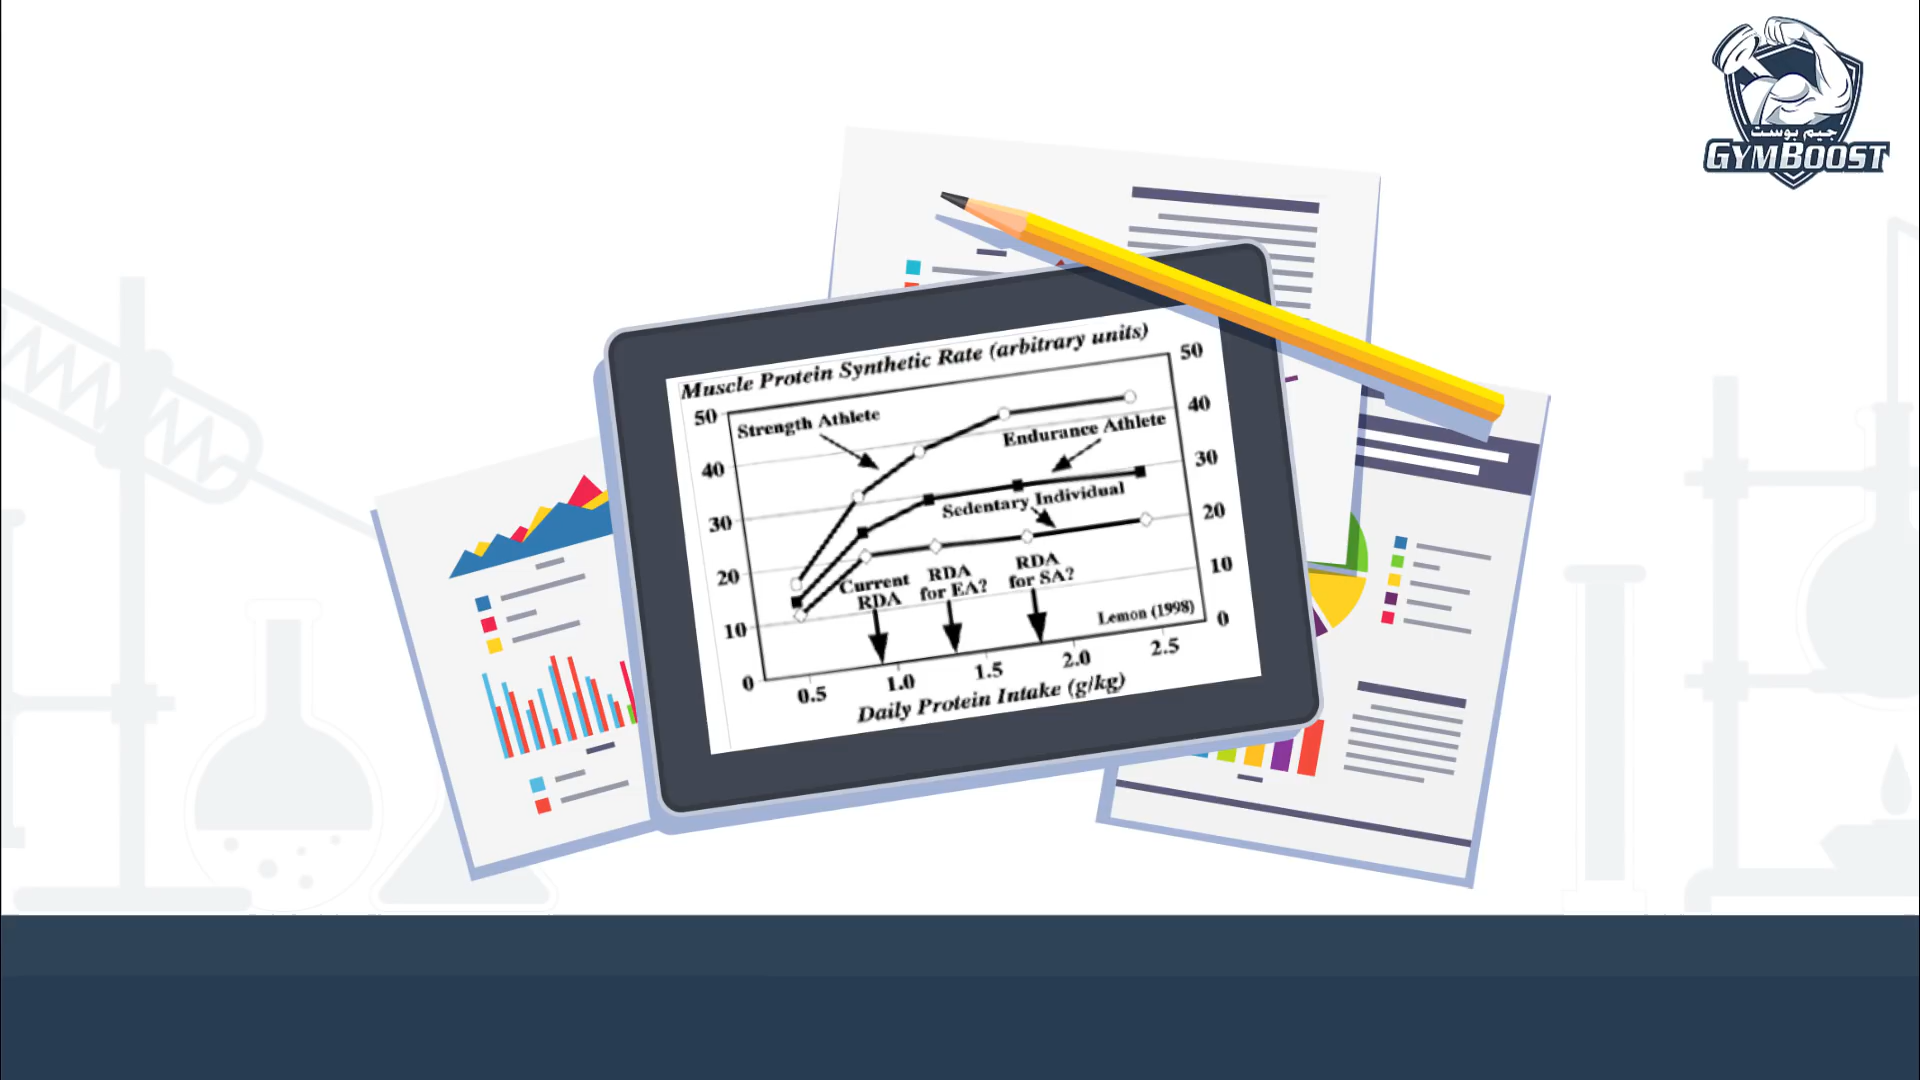 جيم بوست
GYMBOOST
Muscle Protein Synthetic Rate (arbitrary units)
50
50
Strength Athlete
40
40
Endurance Athlete
30
30
Sedentary Individual
20
20
Current
RDA
RDA
for EA?
RDA
for SA?
10
10
Lemon (1998)
0
0
0.5
1.0
1.5
2.0
2.5
Daily Protein Intake (g/kg)